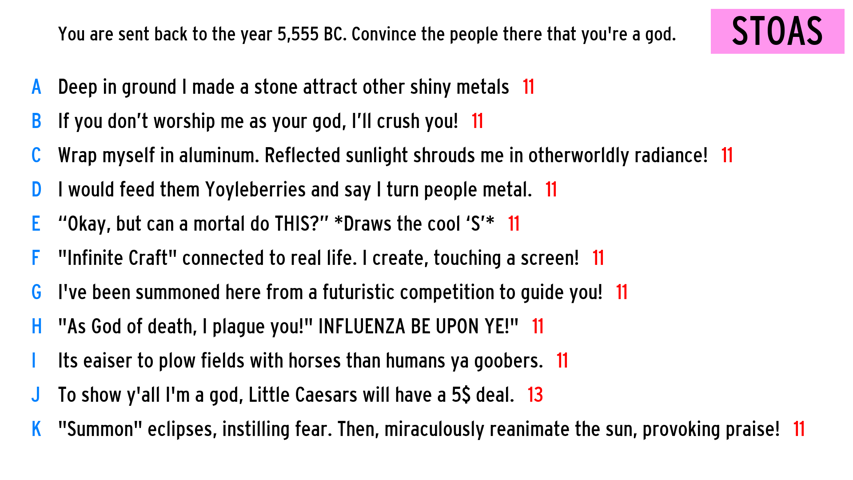 You are sent back to the year 5,555 BC. Convince the people there that you're a god.
STOAS
A Deep in ground I made a stone attract other shiny metals 11
B If you don’t worship me as your god, I’ll crush you! 11
C Wrap myself in aluminum. Reflected sunlight shrouds me in otherworldly radiance! 11
D I would feed them Yoyleberries and say I turn people metal. 11
E “Okay, but can a mortal do THIS?” *Draws the cool ‘S’* 11
F "Infinite Craft" connected to real life. I create, touching a screen! 11
G I've been summoned here from a futuristic competition to guide you! 11
H "As God of death, I plague you!" INFLUENZA BE UPON YE!" 11
I Its eaiser to plow fields with horses than humans ya goobers. 11
J To show y'all I'm a god, Little Caesars will have a 5$ deal. 13
K "Summon" eclipses, instilling fear. Then, miraculously reanimate the sun, provoking praise! 11